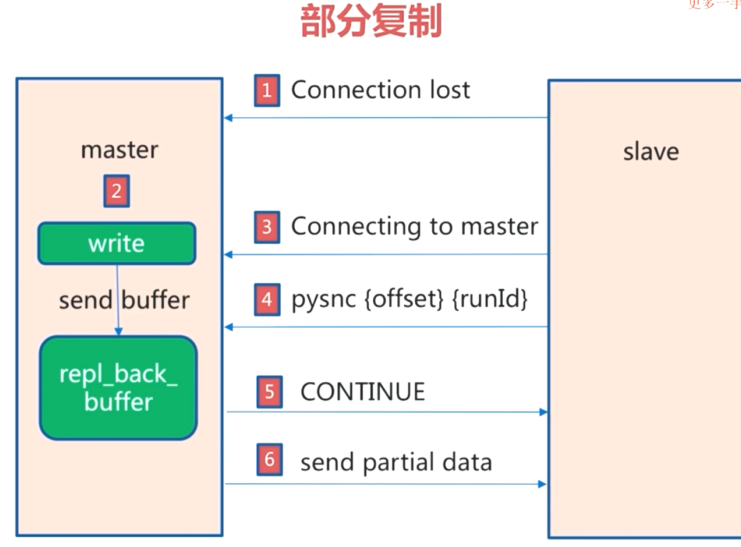 部分复制
更多一手
1 Connection lost
master
slave
2
write
3 Connecting to master
send buffer
4 pysnc {offset} {runId}
repl_back_
buffer
5 CONTINUE
6 send partial data